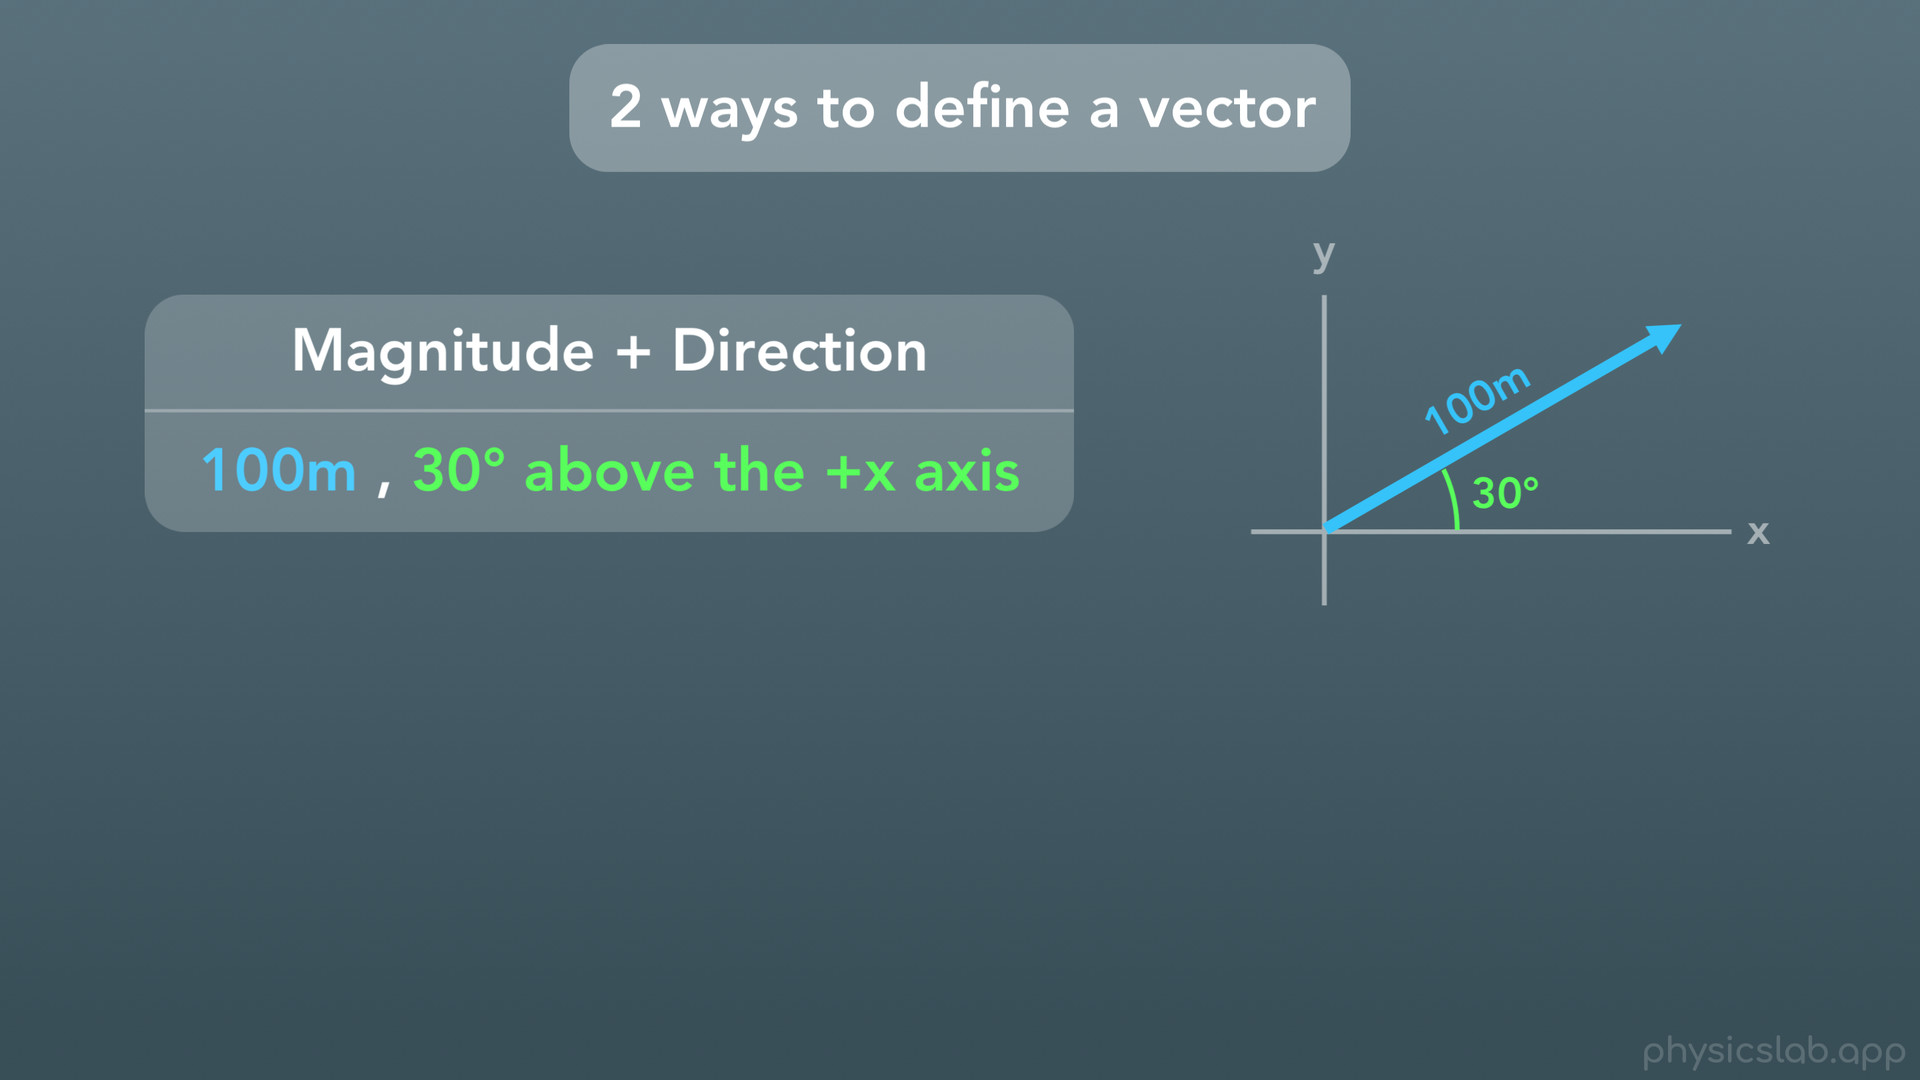 2 ways to define a vector
Magnitude + Direction
100m , 30° above the +x axis
y
100m
30°
x
physicslab.app